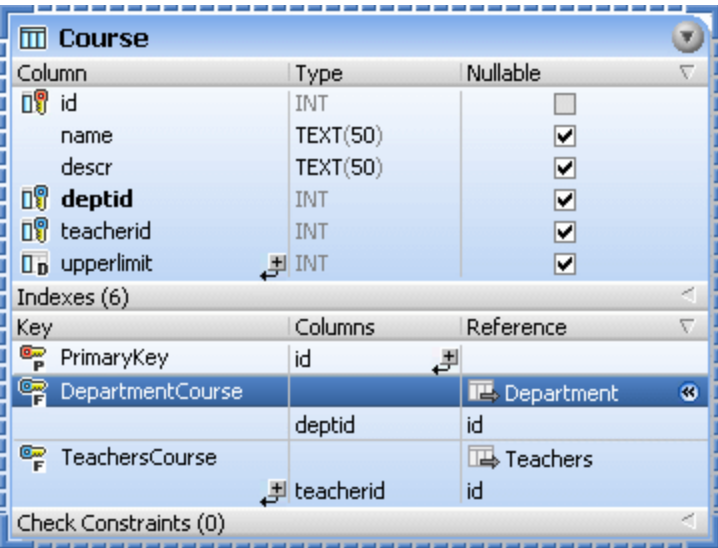 Course
Column Type Nullable
id INT
name TEXT(50)
descr TEXT(50)
deptid INT
teacherid INT
D upperlimit INT
Indexes (6)
Key Columns Reference
P PrimaryKey id
F DepartmentCourse Department
deptid id
F TeachersCourse Teachers
teacherid id
Check Constraints (0)